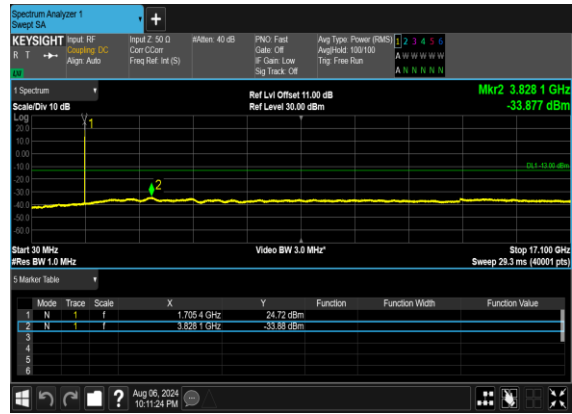 Spectrum Analyzer 1
Swept SA
KEYSIGHT Input: RF Input Z: 50 Ω #Atten: 40 dB PNO: Fast Avg Type: Power (RMS) 1 2 3 4 5 6
R T Coupling: DC Corr CCorr Gate: Off Avg|Hold: 100/100 A W W W W W
Align: Auto Freq Ref: Int (S) IF Gain: Low Trig: Free Run
Sig Track: Off A N N N N N
1 Spectrum Ref Lvl Offset 11.00 dB Mkr2 3.828 1 GHz
Scale/Div 10 dB Ref Level 30.00 dBm -33.877 dBm
Log
20.0
10.0
0.00
-10.0
-20.0
-30.0
-40.0
-50.0
-60.0
1
2
DL1 -13.00 dBm
Start 30 MHz Video BW 3.0 MHz* Stop 17.100 GHz
#Res BW 1.0 MHz Sweep 29.3 ms (40001 pts)
5 Marker Table
Mode Trace Scale X Y Function Function Width Function Value
1 N 1 f 1.705 4 GHz 24.72 dBm
2 N 1 f 3.828 1 GHz -33.88 dBm
3
4
5
6
? Aug 06, 2024
10:11:24 PM